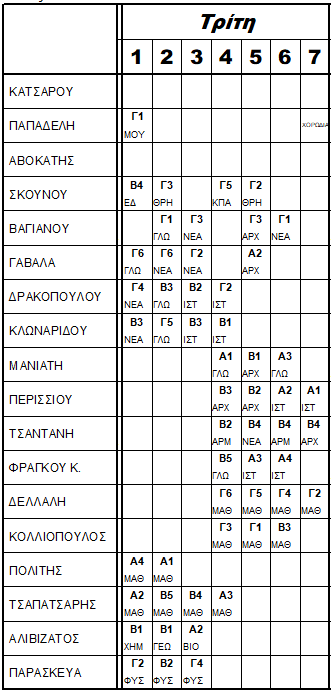 Τρίτη
1 2 3 4 5 6 7
ΚΑΤΣΑΡΟΥ
ΠΑΠΑΔΕΛΗ Γ1 ΜΟΥ ΧΟΡΩΔΙΑ
ΑΒΟΚΑΤΗΣ
ΣΚΟΥΝΟΥ Β4 ΕΔ Γ3 ΘΡΗ Γ5 ΚΠΑ Γ2 ΘΡΗ
ΒΑΓΙΑΝΟΥ Γ1 ΓΛΩ Γ3 ΝΕΑ Γ3 ΑΡΧ Γ1 ΝΕΑ
ΓΑΒΑΛΑ Γ6 ΓΛΩ Γ6 ΝΕΑ Γ2 ΝΕΑ Α2 ΑΡΧ
ΔΡΑΚΟΠΟΥΛΟΥ Γ4 ΝΕΑ Β3 ΓΛΩ Β2 ΙΣΤ Γ2 ΙΣΤ
ΚΛΩΝΑΡΙΔΟΥ Β3 ΝΕΑ Γ5 ΓΛΩ Β3 ΙΣΤ Β1 ΙΣΤ
ΜΑΝΙΑΤΗ Α1 ΓΛΩ Β1 ΑΡΧ Α3 ΓΛΩ
ΠΕΡΙΣΣΙΟΥ Β3 ΑΡΧ Β2 ΑΡΧ Α2 ΙΣΤ Α1 ΙΣΤ
ΤΣΑΝΤΑΝΗ Β2 ΑΡΜ Β4 ΝΕΑ Β4 ΑΡΜ Β4 ΑΡΧ
ΦΡΑΓΚΟΥ Κ. Β5 ΓΛΩ Α3 ΙΣΤ Α4 ΙΣΤ
ΔΕΛΛΑΛΗ Γ6 ΜΑΘ Γ5 ΜΑΘ Γ4 ΜΑΘ Γ2 ΜΑΘ
ΚΟΛΛΙΟΠΟΥΛΟΣ Γ3 ΜΑΘ Γ1 ΜΑΘ Β3 ΜΑΘ
ΠΟΛΙΤΗΣ Α4 ΜΑΘ Α1 ΜΑΘ
ΤΣΑΠΑΤΣΑΡΗΣ Α2 ΜΑΘ Β5 ΜΑΘ Β4 ΜΑΘ Α3 ΜΑΘ
ΑΛΙΒΙΖΑΤΟΣ Β1 ΧΗΜ Β1 ΓΕΩ Α2 ΒΙΟ
ΠΑΡΑΣΚΕΥΑ Γ2 ΦΥΣ Β2 ΦΥΣ Γ4 ΦΥΣ